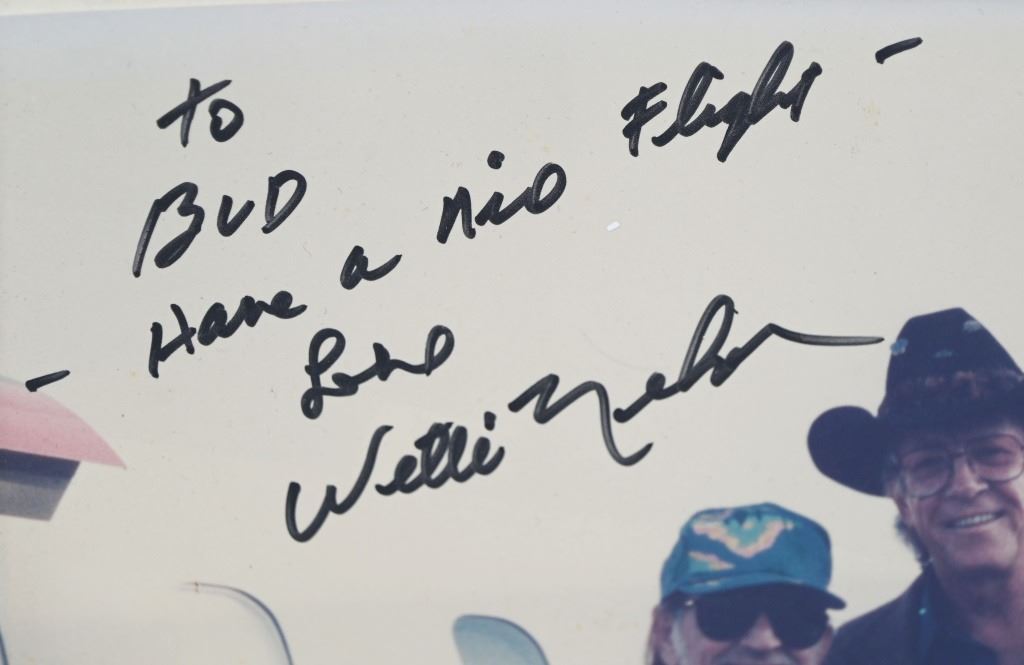 To
BUD
- Have a nice Flight -
Love
Willie Nelson